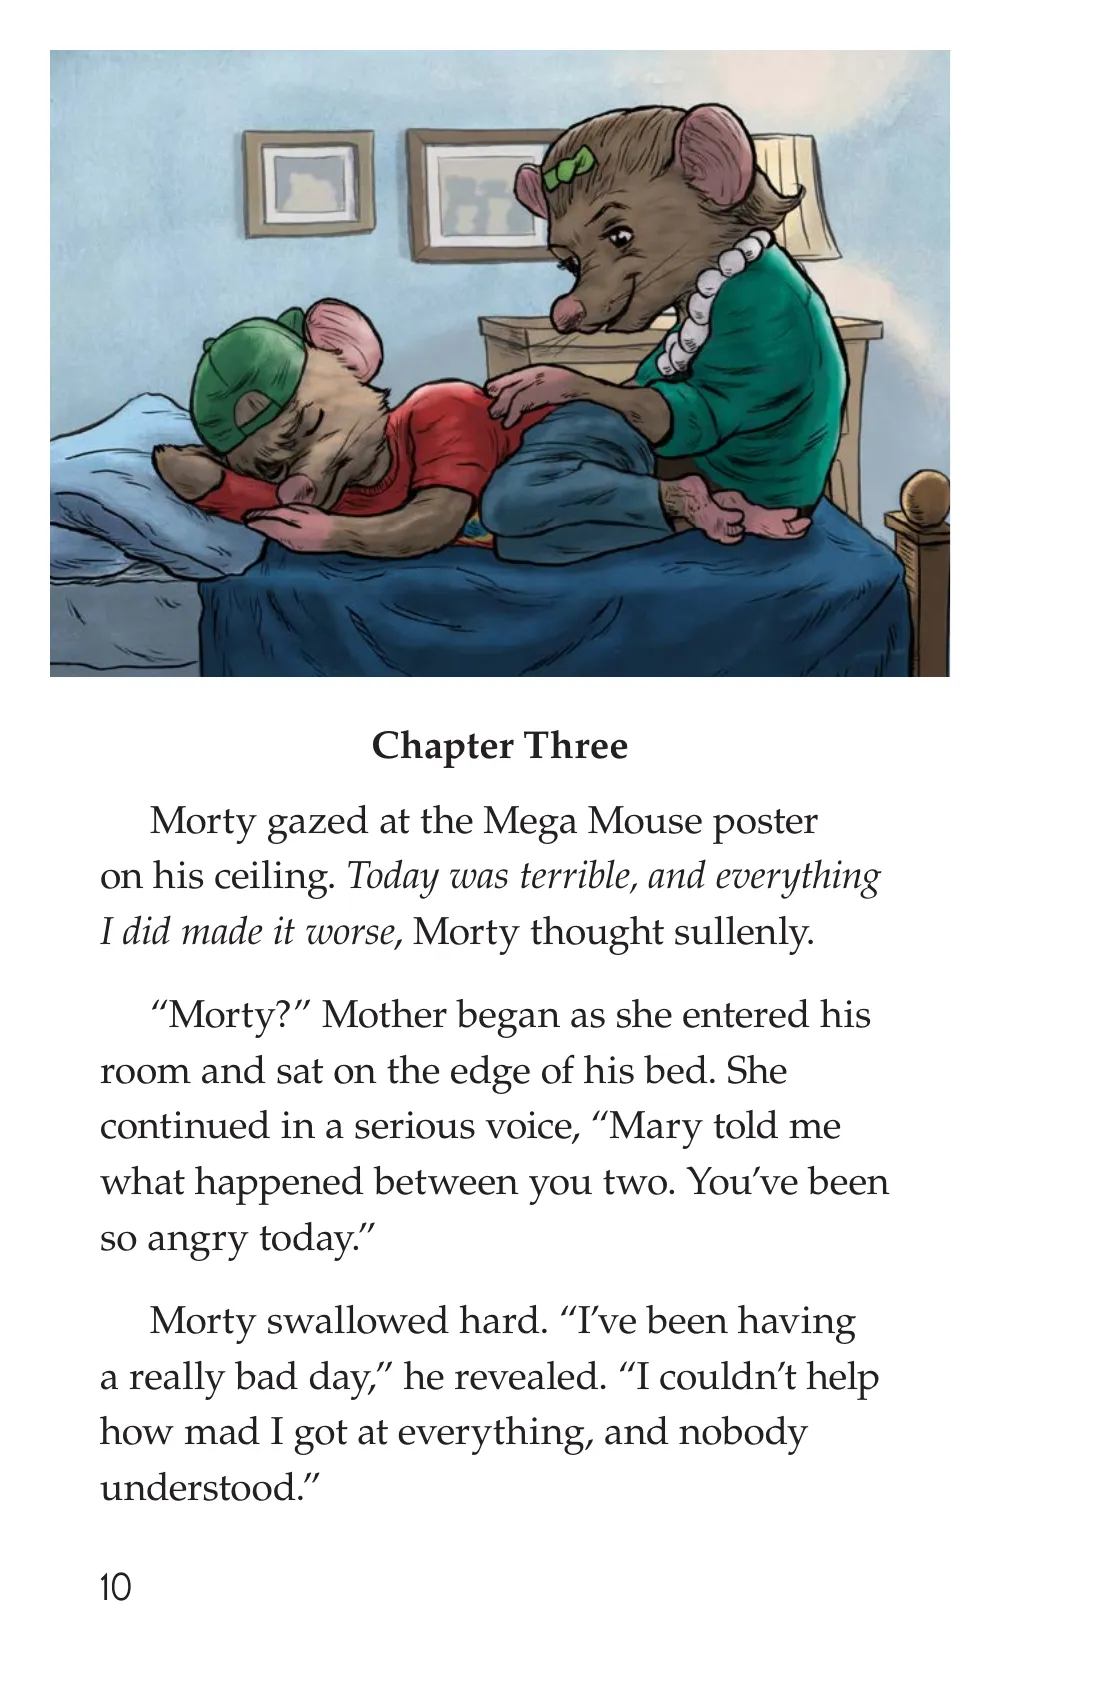 Chapter Three
Morty gazed at the Mega Mouse poster
on his ceiling. Today was terrible, and everything
I did made it worse, Morty thought sullenly.
“Morty?” Mother began as she entered his
room and sat on the edge of his bed. She
continued in a serious voice, “Mary told me
what happened between you two. You’ve been
so angry today.”
Morty swallowed hard. “I’ve been having
a really bad day,” he revealed. “I couldn’t help
how mad I got at everything, and nobody
understood.”
10